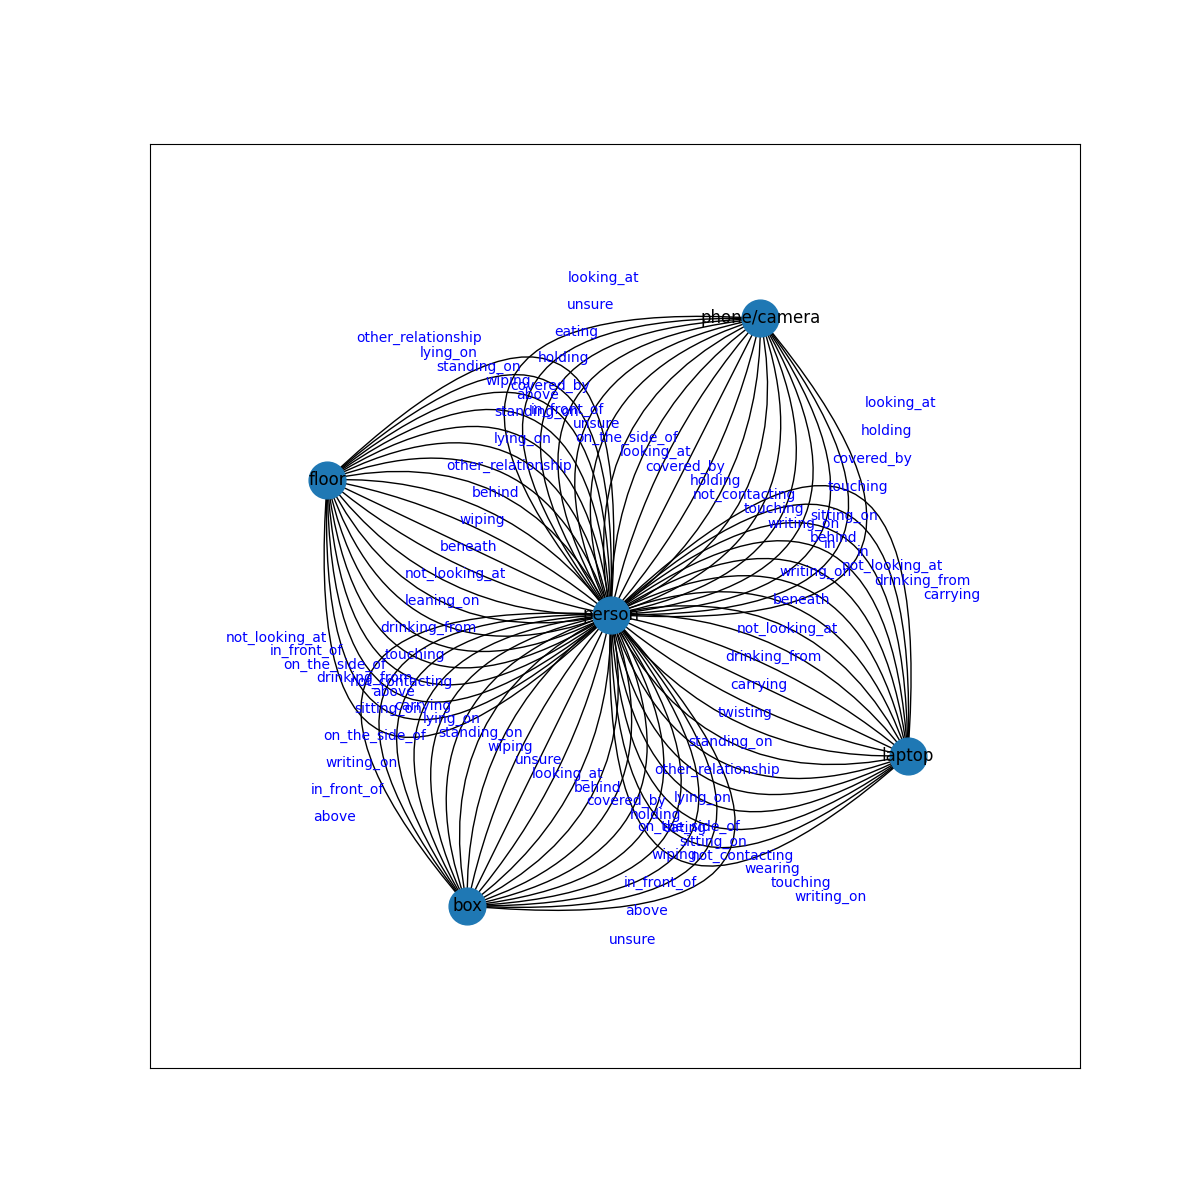 looking_at
unsure
phone/camera
eating
other_relationship
lying_on
holding
standing_on
wiping
covered_by
above
looking_at
standing_on
in_front_of
unsure
holding
lying_on
on_the_side_of
looking_at
covered_by
other_relationship
covered_by
floor
holding
touching
behind
not_contacting
touching
sitting_on
wiping
writing_on
behind
in
beneath
in
not_looking_at
not_looking_at
writing_on
drinking_from
carrying
leaning_on
beneath
person
drinking_from
not_looking_at
not_looking_at
in_front_of
touching
drinking_from
on_the_side_of
drinking_from
not_contacting
carrying
above
carrying
sitting_on
twisting
lying_on
standing_on
on_the_side_of
standing_on
wiping
laptop
unsure
writing_on
other_relationship
looking_at
behind
in_front_of
covered_by
lying_on
holding
above
on_the_side_of
eating
sitting_on
wiping
not_contacting
wearing
in_front_of
touching
writing_on
box
above
unsure